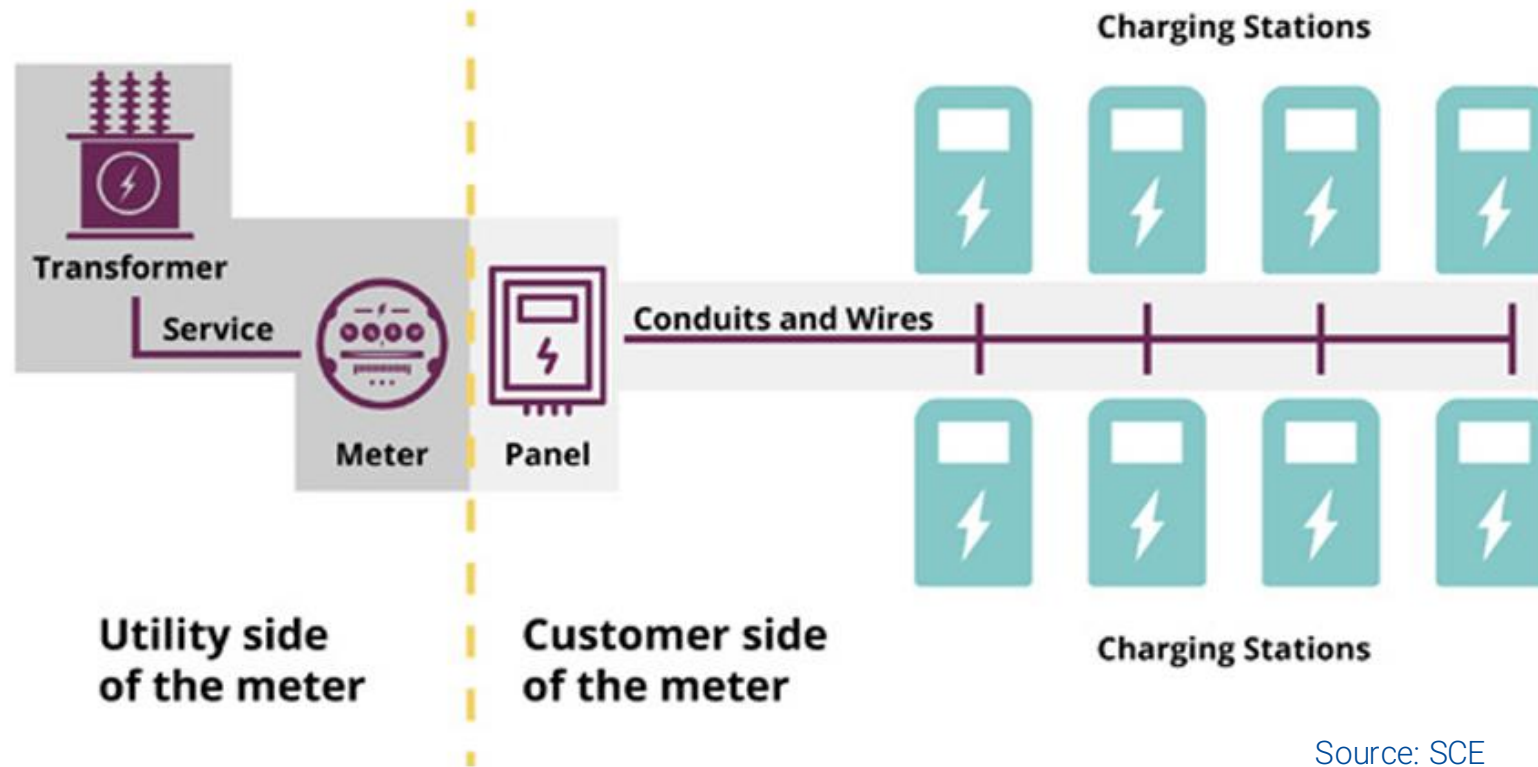 Charging Stations
Transformer
Service
Conduits and Wires
Meter
Panel
Utility side
of the meter
Customer side
of the meter
Charging Stations
Source: SCE